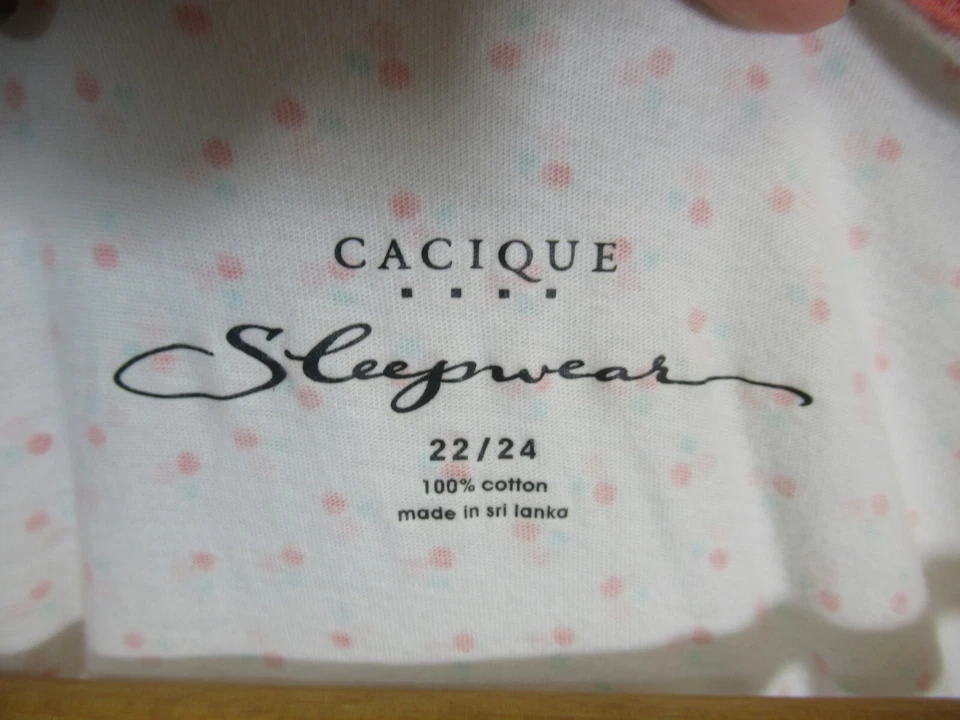 CACIQUE
Sleepwear
22/24
100% cotton
made in sri lanka